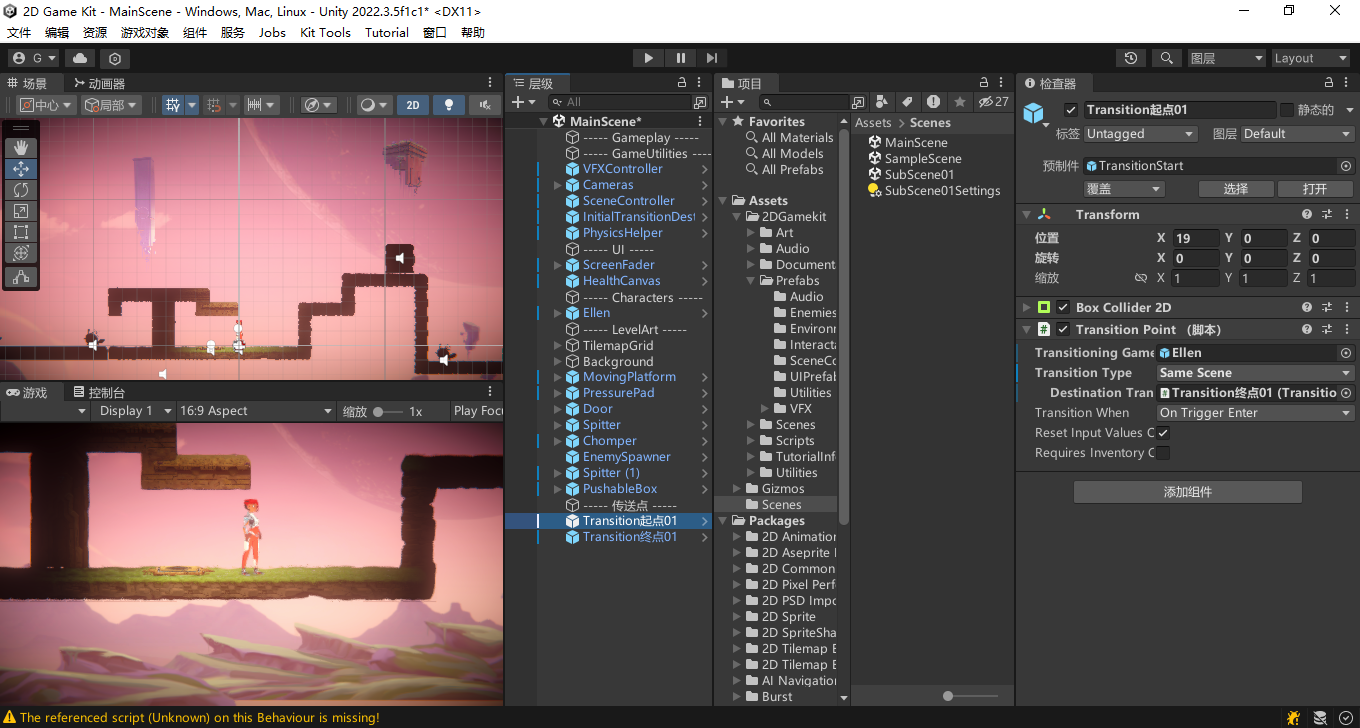 2D Game Kit - MainScene - Windows, Mac, Linux - Unity 2022.3.5f1c1* <DX11>
文件 编辑 资源 游戏对象 组件 服务 Jobs Kit Tools Tutorial 窗口 帮助
G
图层 Layout
场景 动画器
中心 局部 2D
层级
All
MainScene*
----- Gameplay -----
----- GameUtilities ----
VFXController
Cameras
SceneController
InitialTransitionDest
PhysicsHelper
----- UI -----
ScreenFader
HealthCanvas
----- Characters -----
Ellen
----- LevelArt -----
TilemapGrid
Background
MovingPlatform
PressurePad
Door
Spitter
Chomper
EnemySpawner
Spitter (1)
PushableBox
----- 传送点 -----
Transition起点01
Transition终点01
游戏 控制台
Display 1 16:9 Aspect 缩放 1x Play Focu
项目
27
Favorites
All Materials
All Models
All Prefabs
Assets
2DGamekit
Art
Audio
Document
Prefabs
Audio
Enemies
Environ
Interacta
SceneCo
UIPrefab
Utilities
VFX
Scenes
Scripts
TutorialInfo
Utilities
Gizmos
Scenes
Packages
2D Animation
2D Aseprite I
2D Common
2D Pixel Perf
2D PSD Impo
2D Sprite
2D SpriteSha
2D Tilemap E
2D Tilemap E
AI Navigation
Burst
Assets > Scenes
MainScene
SampleScene
SubScene01
SubScene01Settings
检查器
Transition起点01 静态的
标签 Untagged 图层 Default
预制件 TransitionStart
覆盖 选择 打开
Transform
位置 X 19 Y 0 Z 0
旋转 X 0 Y 0 Z 0
缩放 X 1 Y 1 Z 1
Box Collider 2D
# Transition Point （脚本）
Transitioning Game Ellen
Transition Type Same Scene
Destination Tran Transition终点01 (Transitio
Transition When On Trigger Enter
Reset Input Values C
Requires Inventory C
添加组件
The referenced script (Unknown) on this Behaviour is missing!